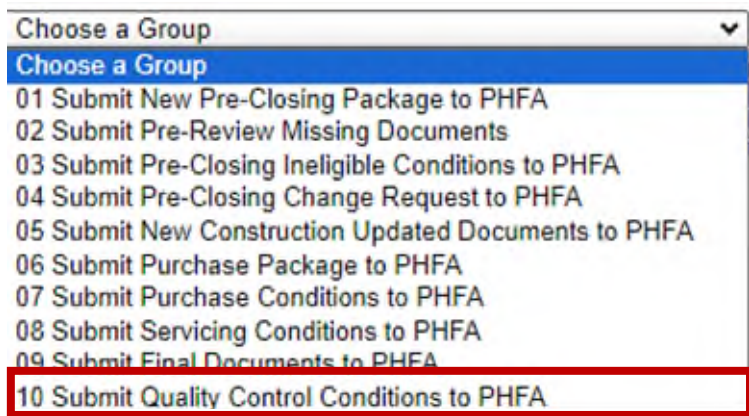 Choose a Group
Choose a Group
01 Submit New Pre-Closing Package to PHFA
02 Submit Pre-Review Missing Documents
03 Submit Pre-Closing Ineligible Conditions to PHFA
04 Submit Pre-Closing Change Request to PHFA
05 Submit New Construction Updated Documents to PHFA
06 Submit Purchase Package to PHFA
07 Submit Purchase Conditions to PHFA
08 Submit Servicing Conditions to PHFA
09 Submit Final Documents to PHFA
10 Submit Quality Control Conditions to PHFA